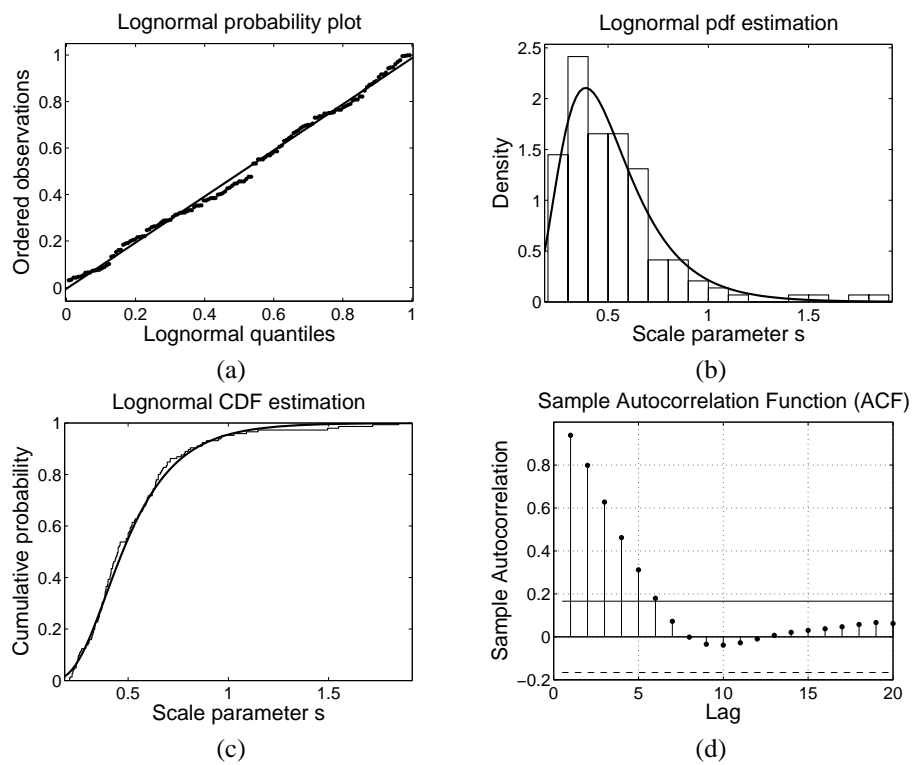 Lognormal probability plot
Ordered observations
1
0.8
0.6
0.4
0.2
0
0 0.2 0.4 0.6 0.8 1
Lognormal quantiles
(a)
Lognormal pdf estimation
Density
2.5
2
1.5
1
0.5
0
0.5 1 1.5
Scale parameter s
(b)
Lognormal CDF estimation
Cumulative probability
1
0.8
0.6
0.4
0.2
0
0.5 1 1.5
Scale parameter s
(c)
Sample Autocorrelation Function (ACF)
Sample Autocorrelation
0.8
0.6
0.4
0.2
0
−0.2
0 5 10 15 20
Lag
(d)